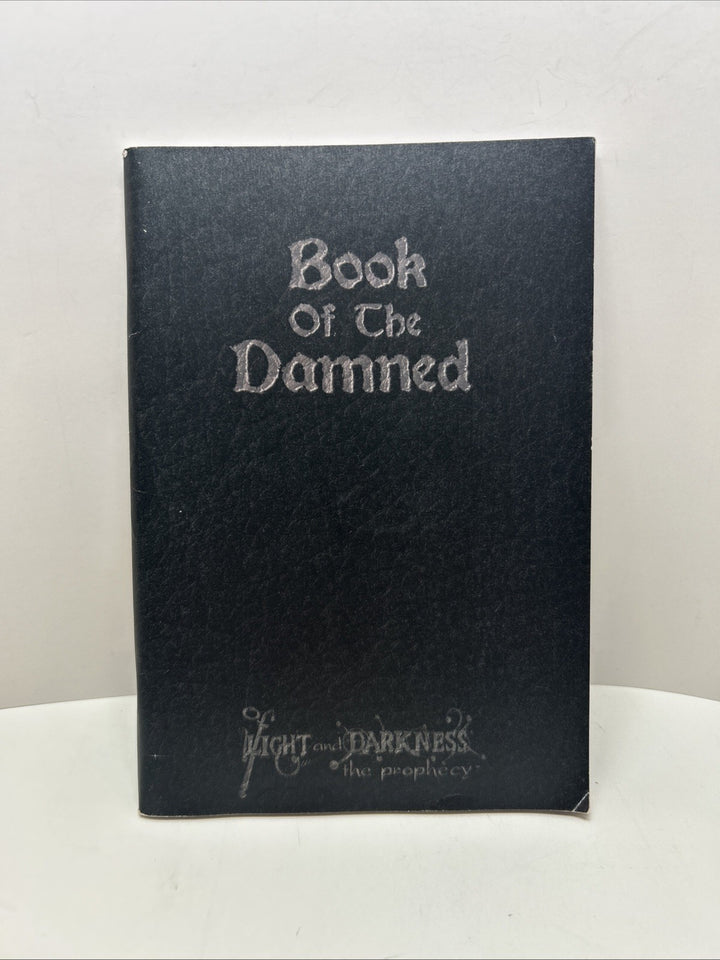 Book
Of The
Damned
LIGHT and DARKNESS
the prophecy